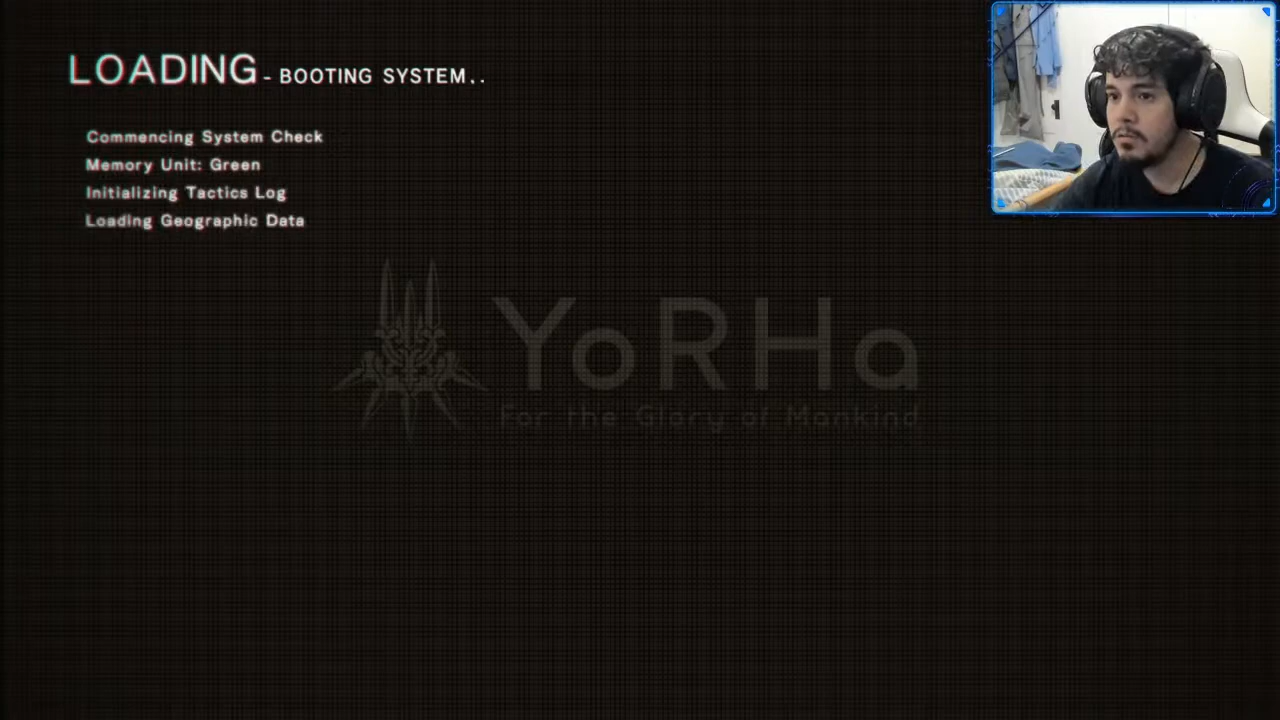 LOADING - BOOTING SYSTEM..
Commencing System Check
Memory Unit: Green
Initializing Tactics Log
Loading Geographic Data
YoRHa
For the Glory of Mankind